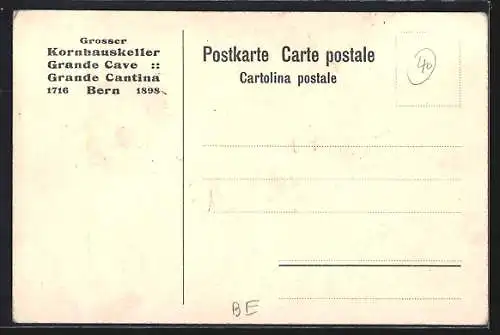 Grosser
Kornhauskeller
Grande Cave ::
Grande Cantina
1716 Bern 1898
Postkarte Carte postale
Cartolina postale
40
BE